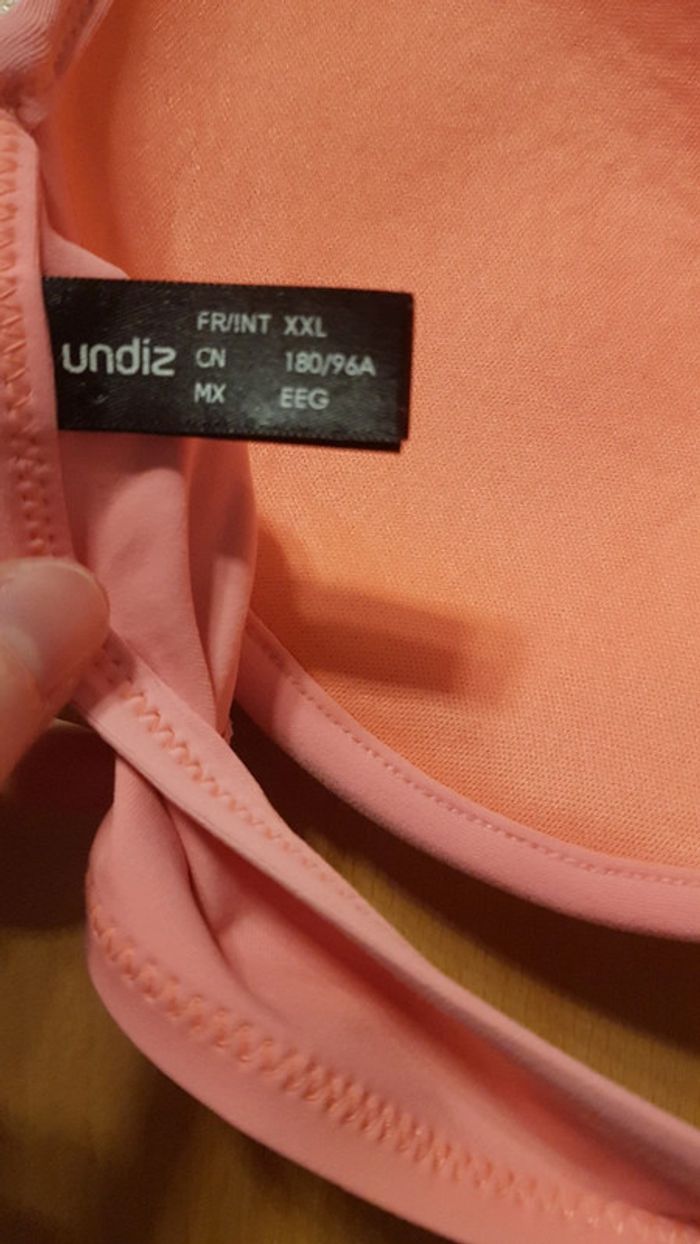 undiz
FR/INT XXL
CN 180/96A
MX EEG